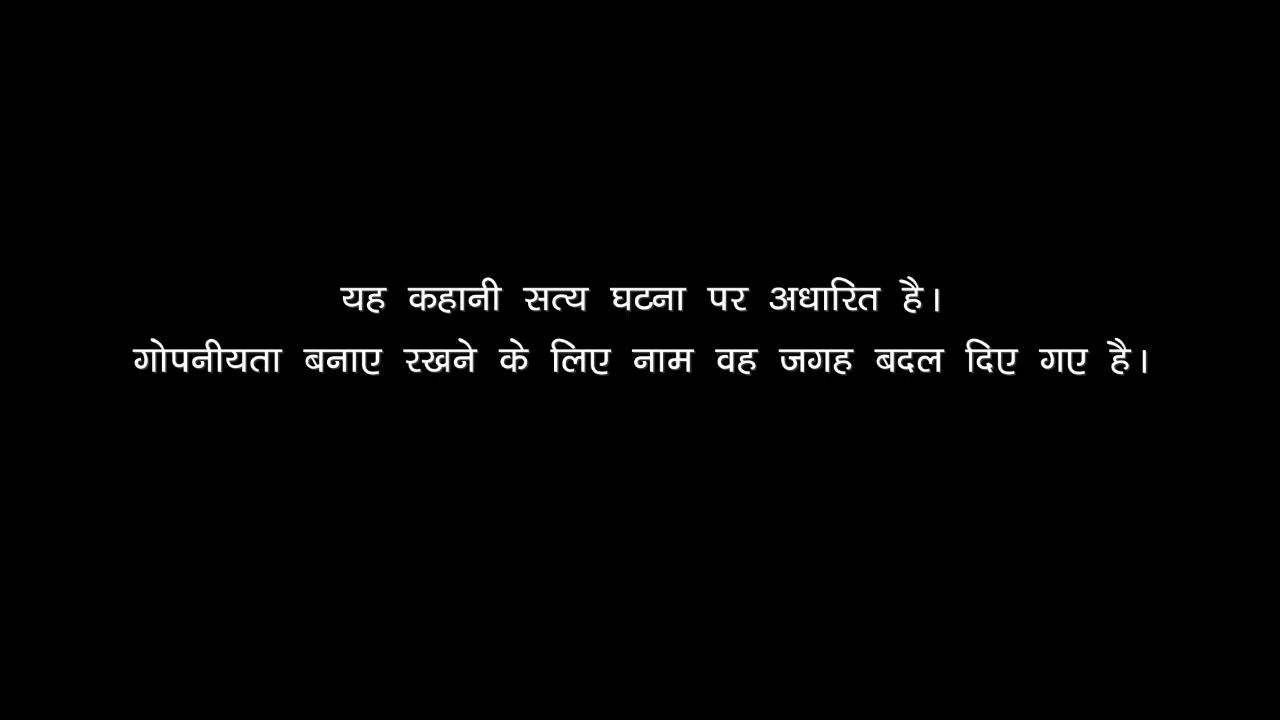 यह कहानी सत्य घटना पर अधारित है।
गोपनीयता बनाए रखने के लिए नाम वह जगह बदल दिए गए है।